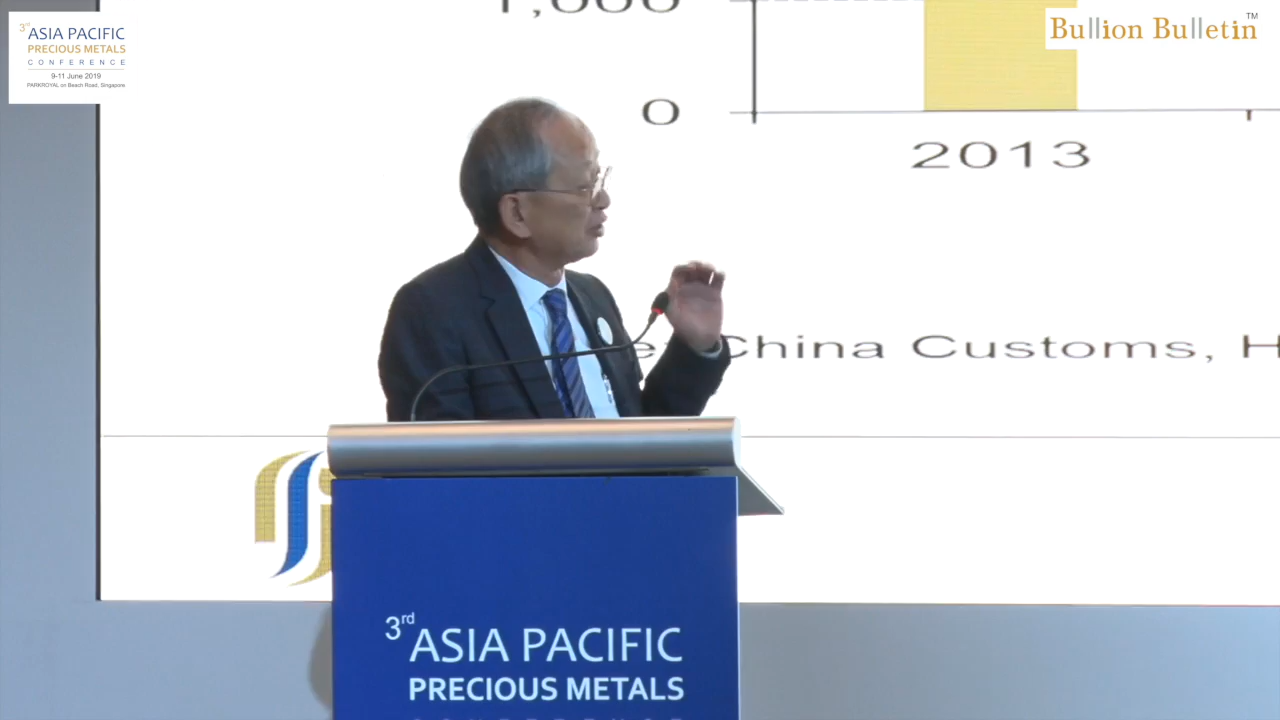 3rd
ASIA PACIFIC
PRECIOUS METALS
CONFERENCE
9-11 June 2019
PARKROYAL on Beach Road, Singapore
Bullion Bulletin TM
1,000
0
2013
China Customs, H
3rd
ASIA PACIFIC
PRECIOUS METALS